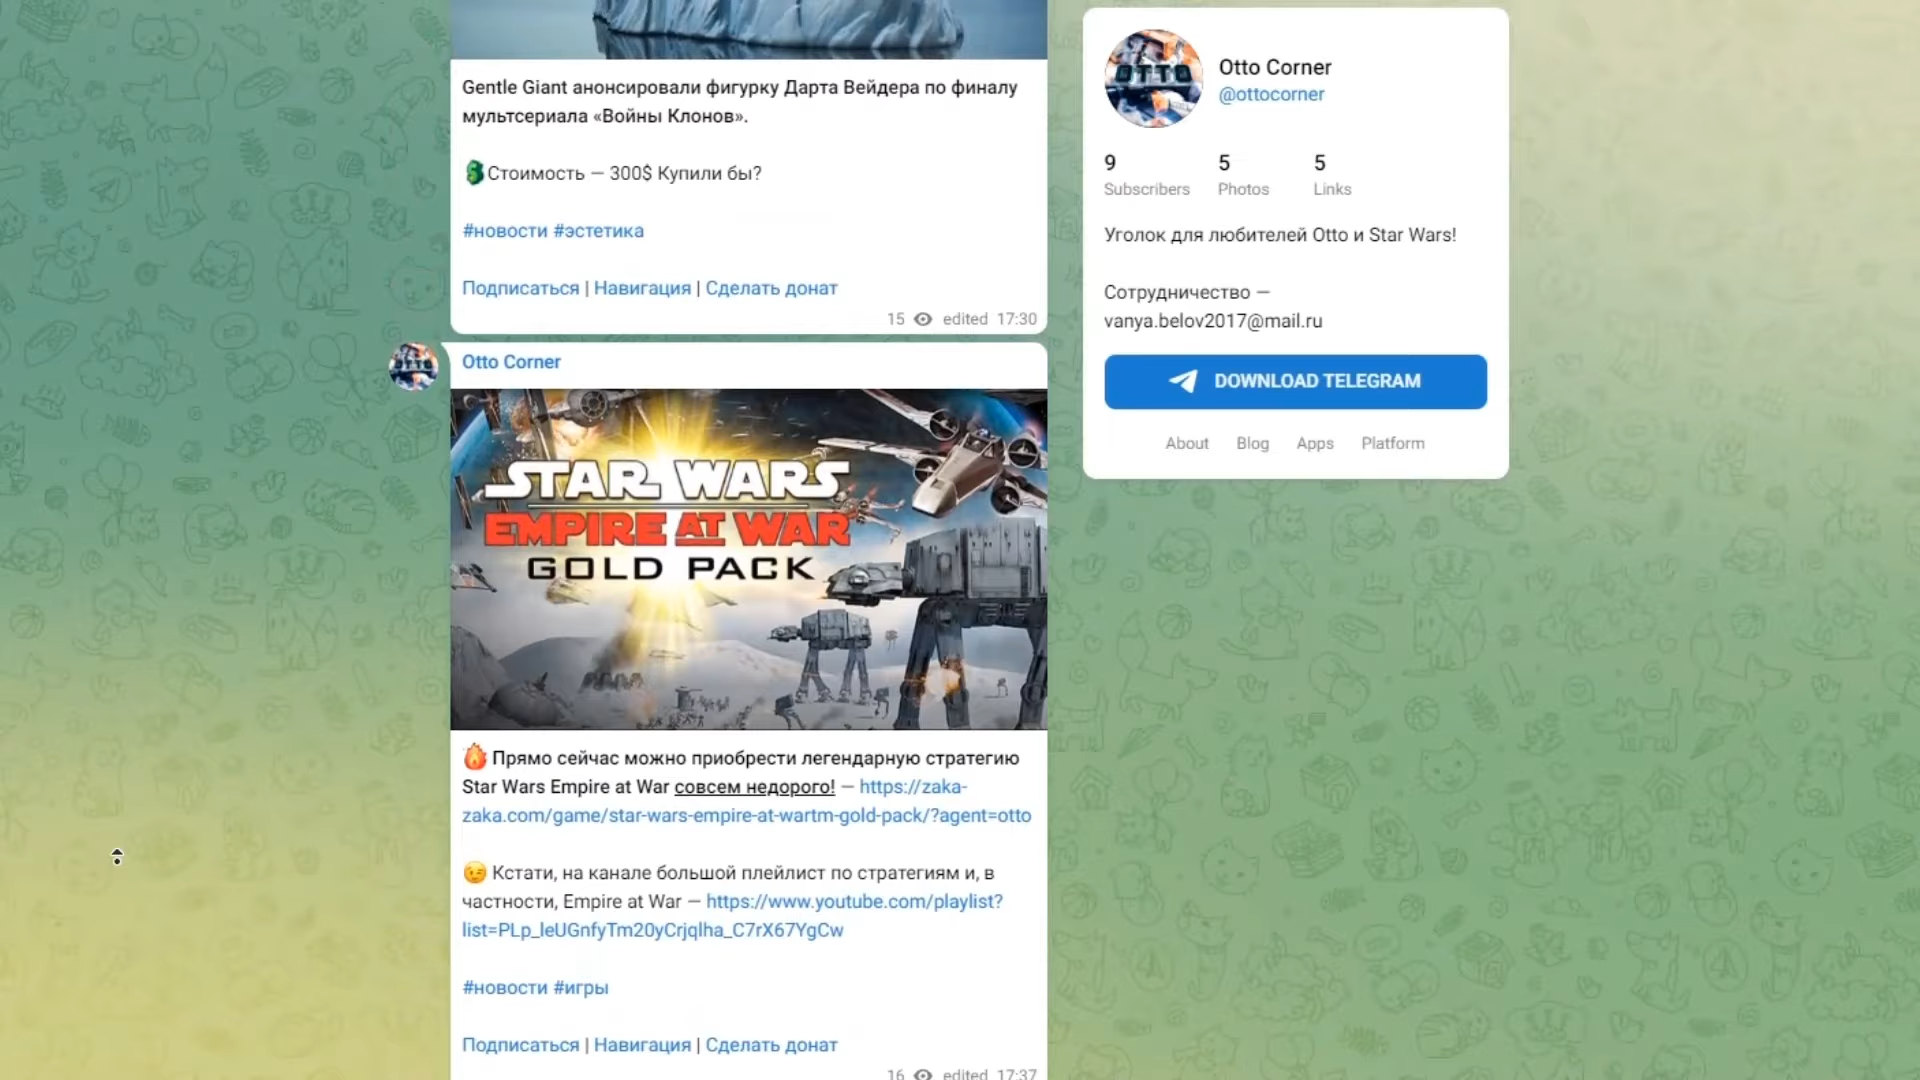 Gentle Giant анонсировали фигурку Дарта Вейдера по финалу
мультсериала «Войны Клонов».
Стоимость — 300$ Купили бы?
#новости #эстетика
Подписаться | Навигация | Сделать донат
15 edited 17:30
Otto Corner
STAR WARS
EMPIRE AT WAR
GOLD PACK
Прямо сейчас можно приобрести легендарную стратегию
Star Wars Empire at War совсем недорого! — https://zaka-
zaka.com/game/star-wars-empire-at-wartm-gold-pack/?agent=otto
😉 Кстати, на канале большой плейлист по стратегиям и, в
частности, Empire at War — https://www.youtube.com/playlist?
list=PLp_leUGnfyTm20yCrjqlha_C7rX67YgCw
#новости #игры
Подписаться | Навигация | Сделать донат
16 edited 17:37
OTTO
Otto Corner
@ottocorner
9 5 5
Subscribers Photos Links
Уголок для любителей Otto и Star Wars!
Сотрудничество —
vanya.belov2017@mail.ru
DOWNLOAD TELEGRAM
About Blog Apps Platform